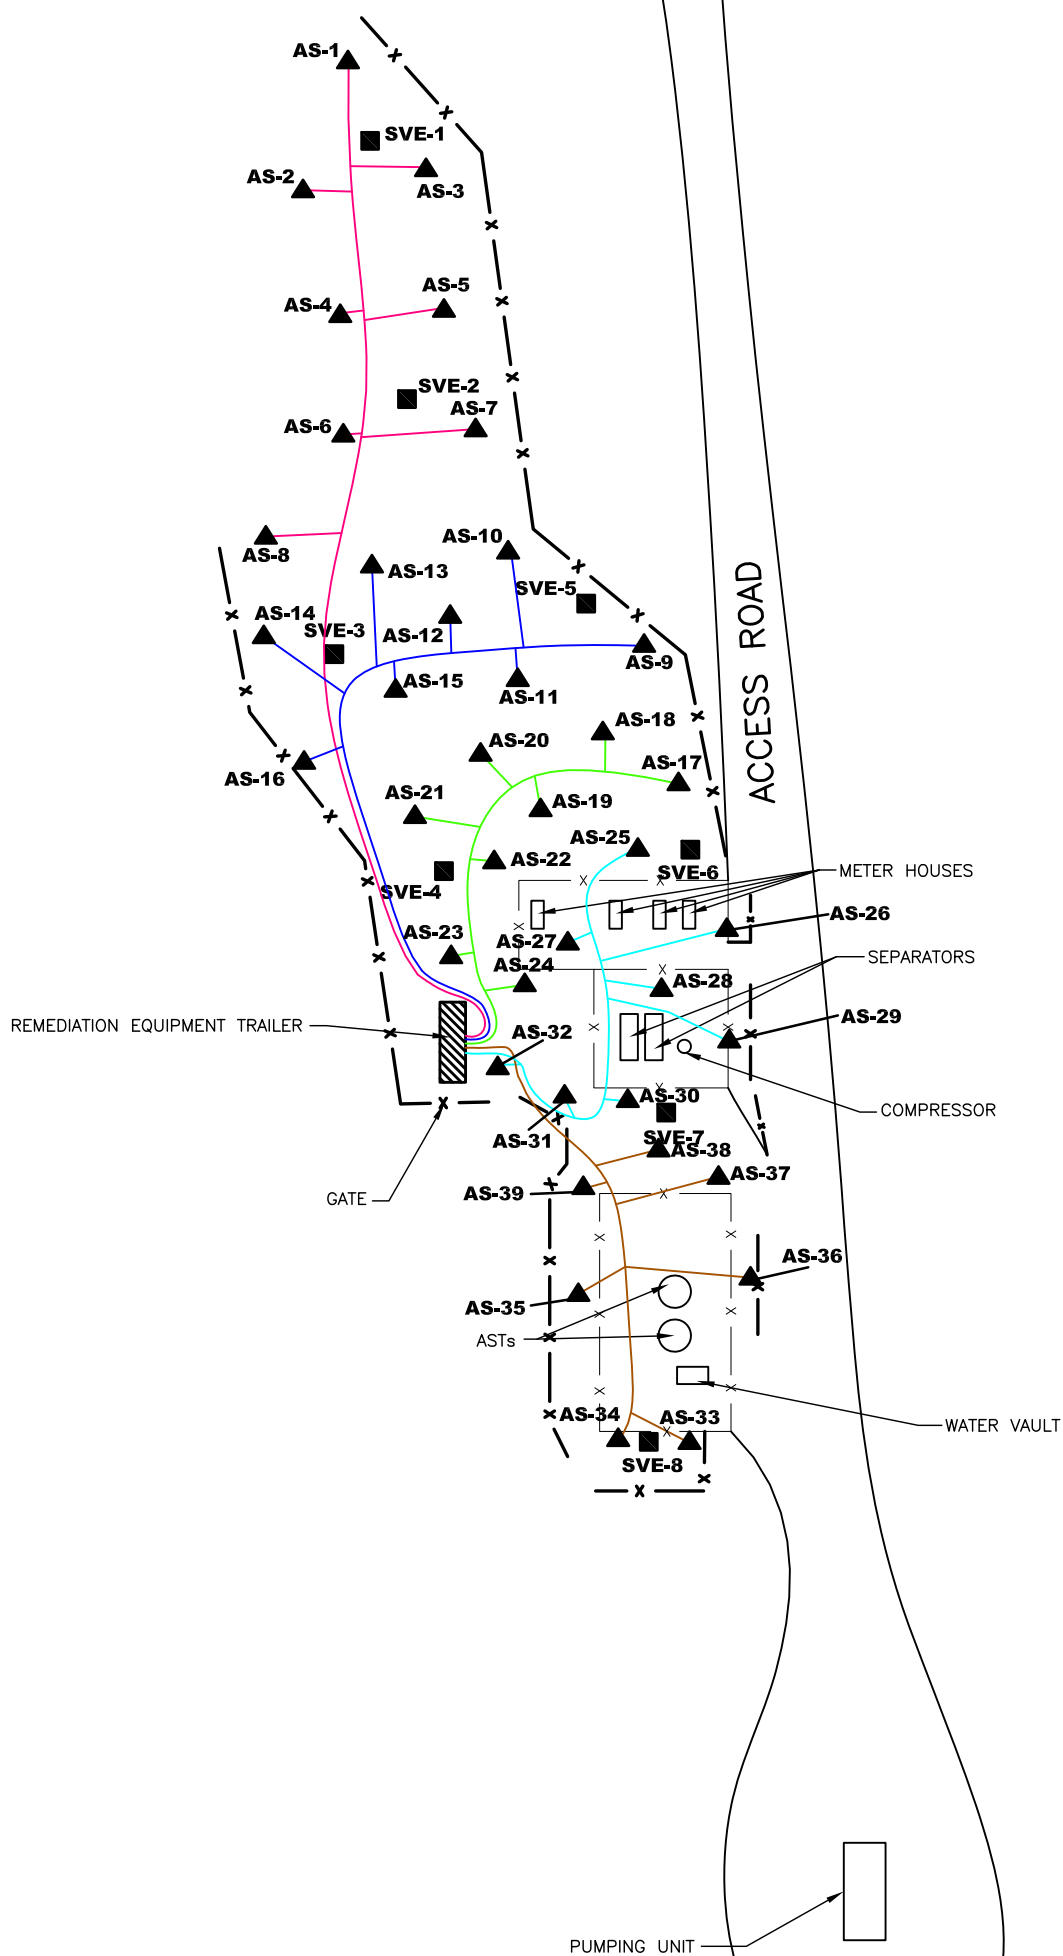 AS-1
SVE-1
AS-2
AS-3
AS-5
AS-4
SVE-2
AS-7
AS-6
AS-10
AS-8
AS-13
SVE-5
AS-14
SVE-3
AS-12
AS-9
AS-15
AS-11
ACCESS ROAD
AS-18
AS-20
AS-17
AS-16
AS-21
AS-19
AS-25
AS-22
SVE-6
METER HOUSES
SVE-4
AS-26
AS-23
AS-27
SEPARATORS
AS-24
AS-28
AS-29
REMEDIATION EQUIPMENT TRAILER
AS-32
AS-30
COMPRESSOR
SVE-7
AS-31
AS-38
AS-37
AS-39
GATE
AS-36
AS-35
ASTs
AS-34
AS-33
WATER VAULT
SVE-8
PUMPING UNIT